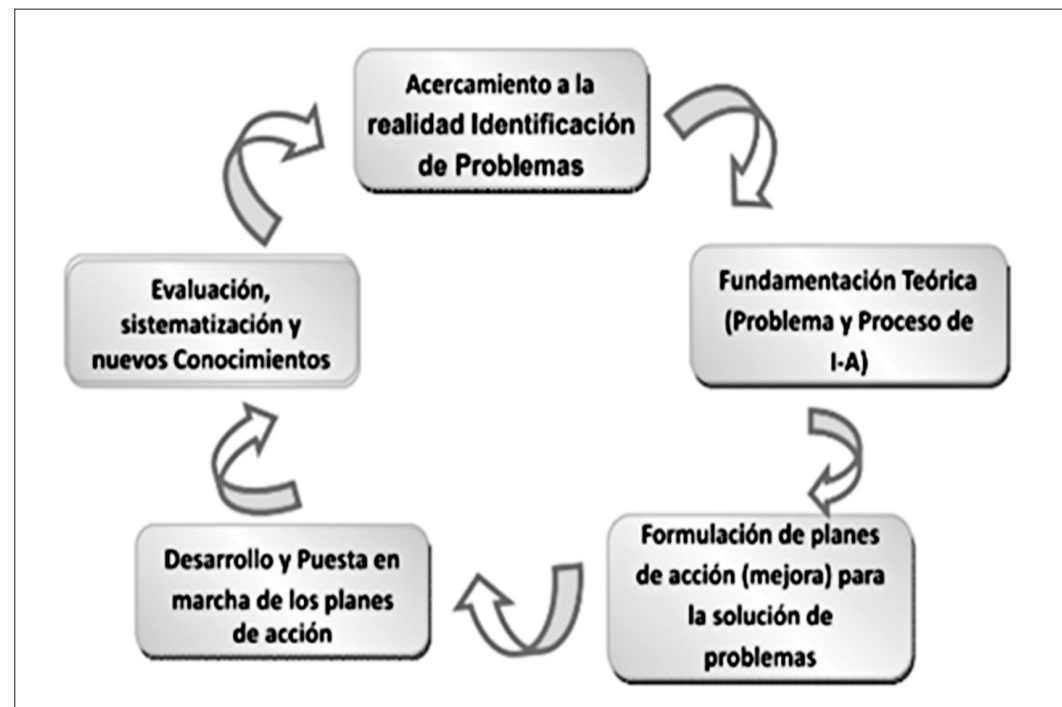 Acercamiento a la
realidad Identificación
de Problemas
Fundamentación Teórica
(Problema y Proceso de
I-A)
Formulación de planes
de acción (mejora) para
la solución de
problemas
Desarrollo y Puesta en
marcha de los planes
de acción
Evaluación,
sistematización y
nuevos Conocimientos